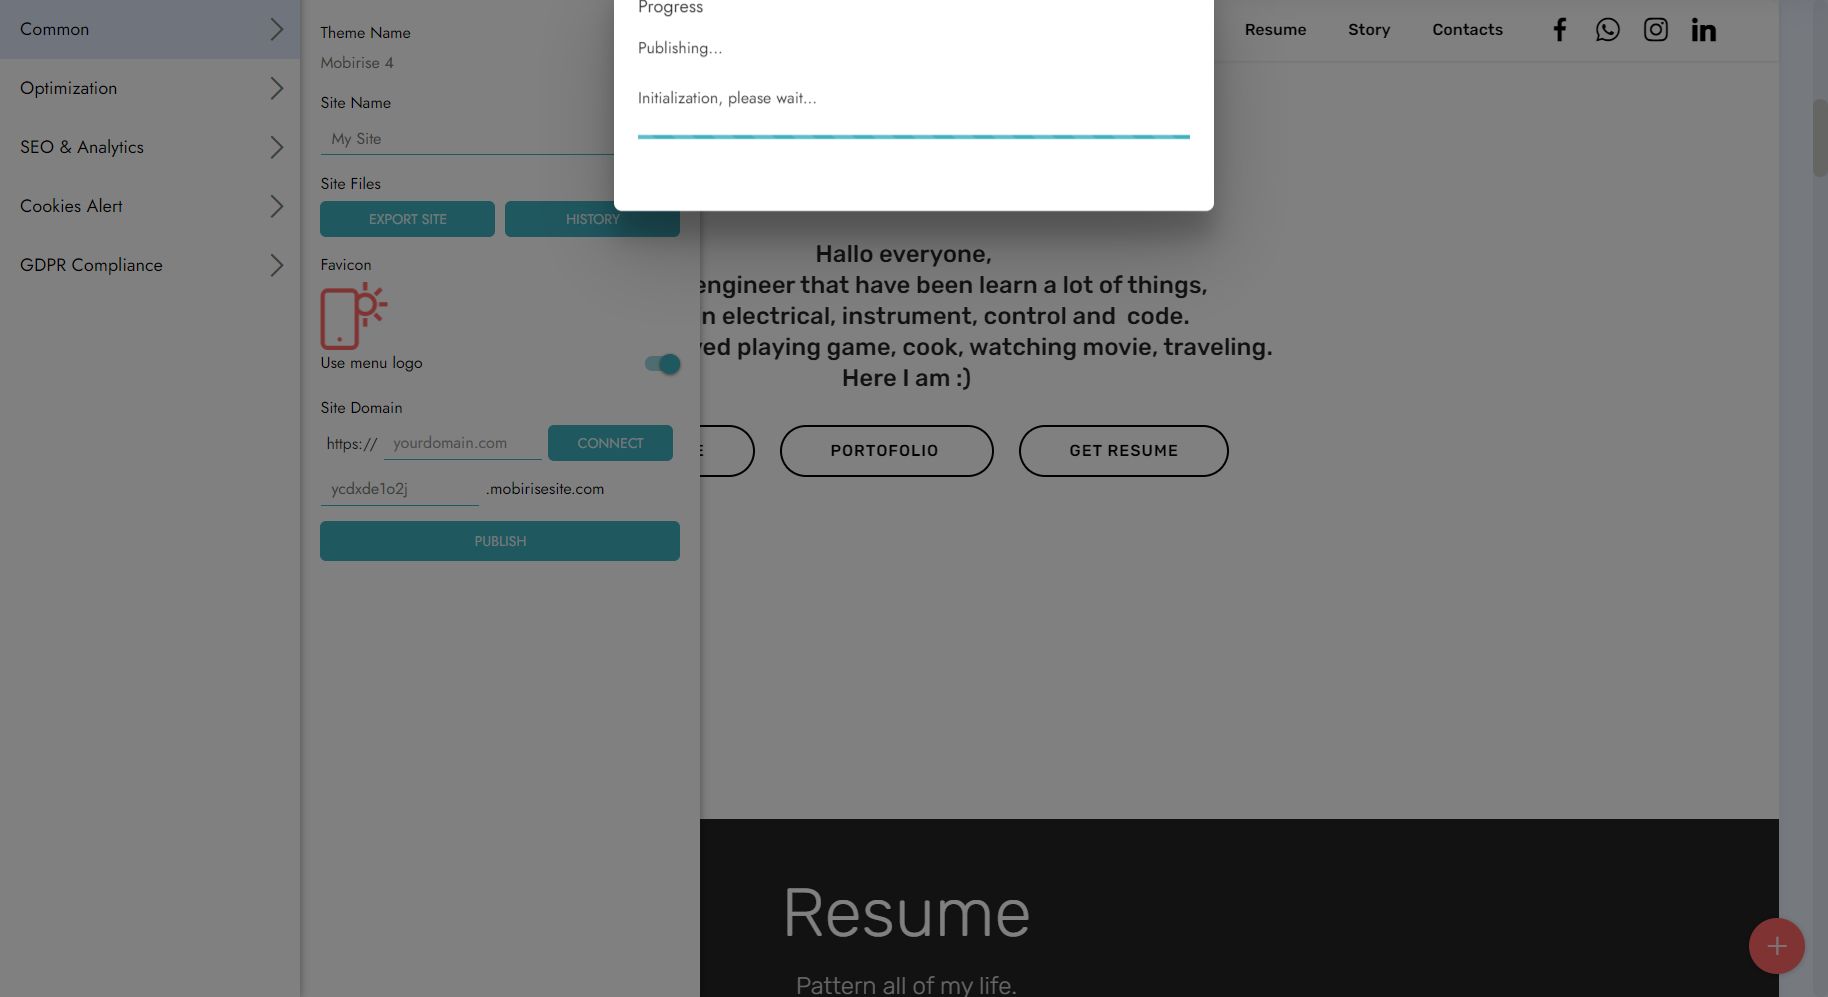 Common
Optimization
SEO & Analytics
Cookies Alert
GDPR Compliance
Theme Name
Mobirise 4
Site Name
My Site
Site Files
EXPORT SITE
HISTORY
Favicon
Use menu logo
Site Domain
https://
yourdomain.com
CONNECT
ycdxde1o2j
.mobirisesite.com
PUBLISH
Progress
Publishing...
Initialization, please wait...
Resume
Story
Contacts
Hallo everyone,
engineer that have been learn a lot of things,
electrical, instrument, control and code.
playing game, cook, watching movie, traveling.
Here I am :)
PORTOFOLIO
GET RESUME
Resume
Pattern all of my life.